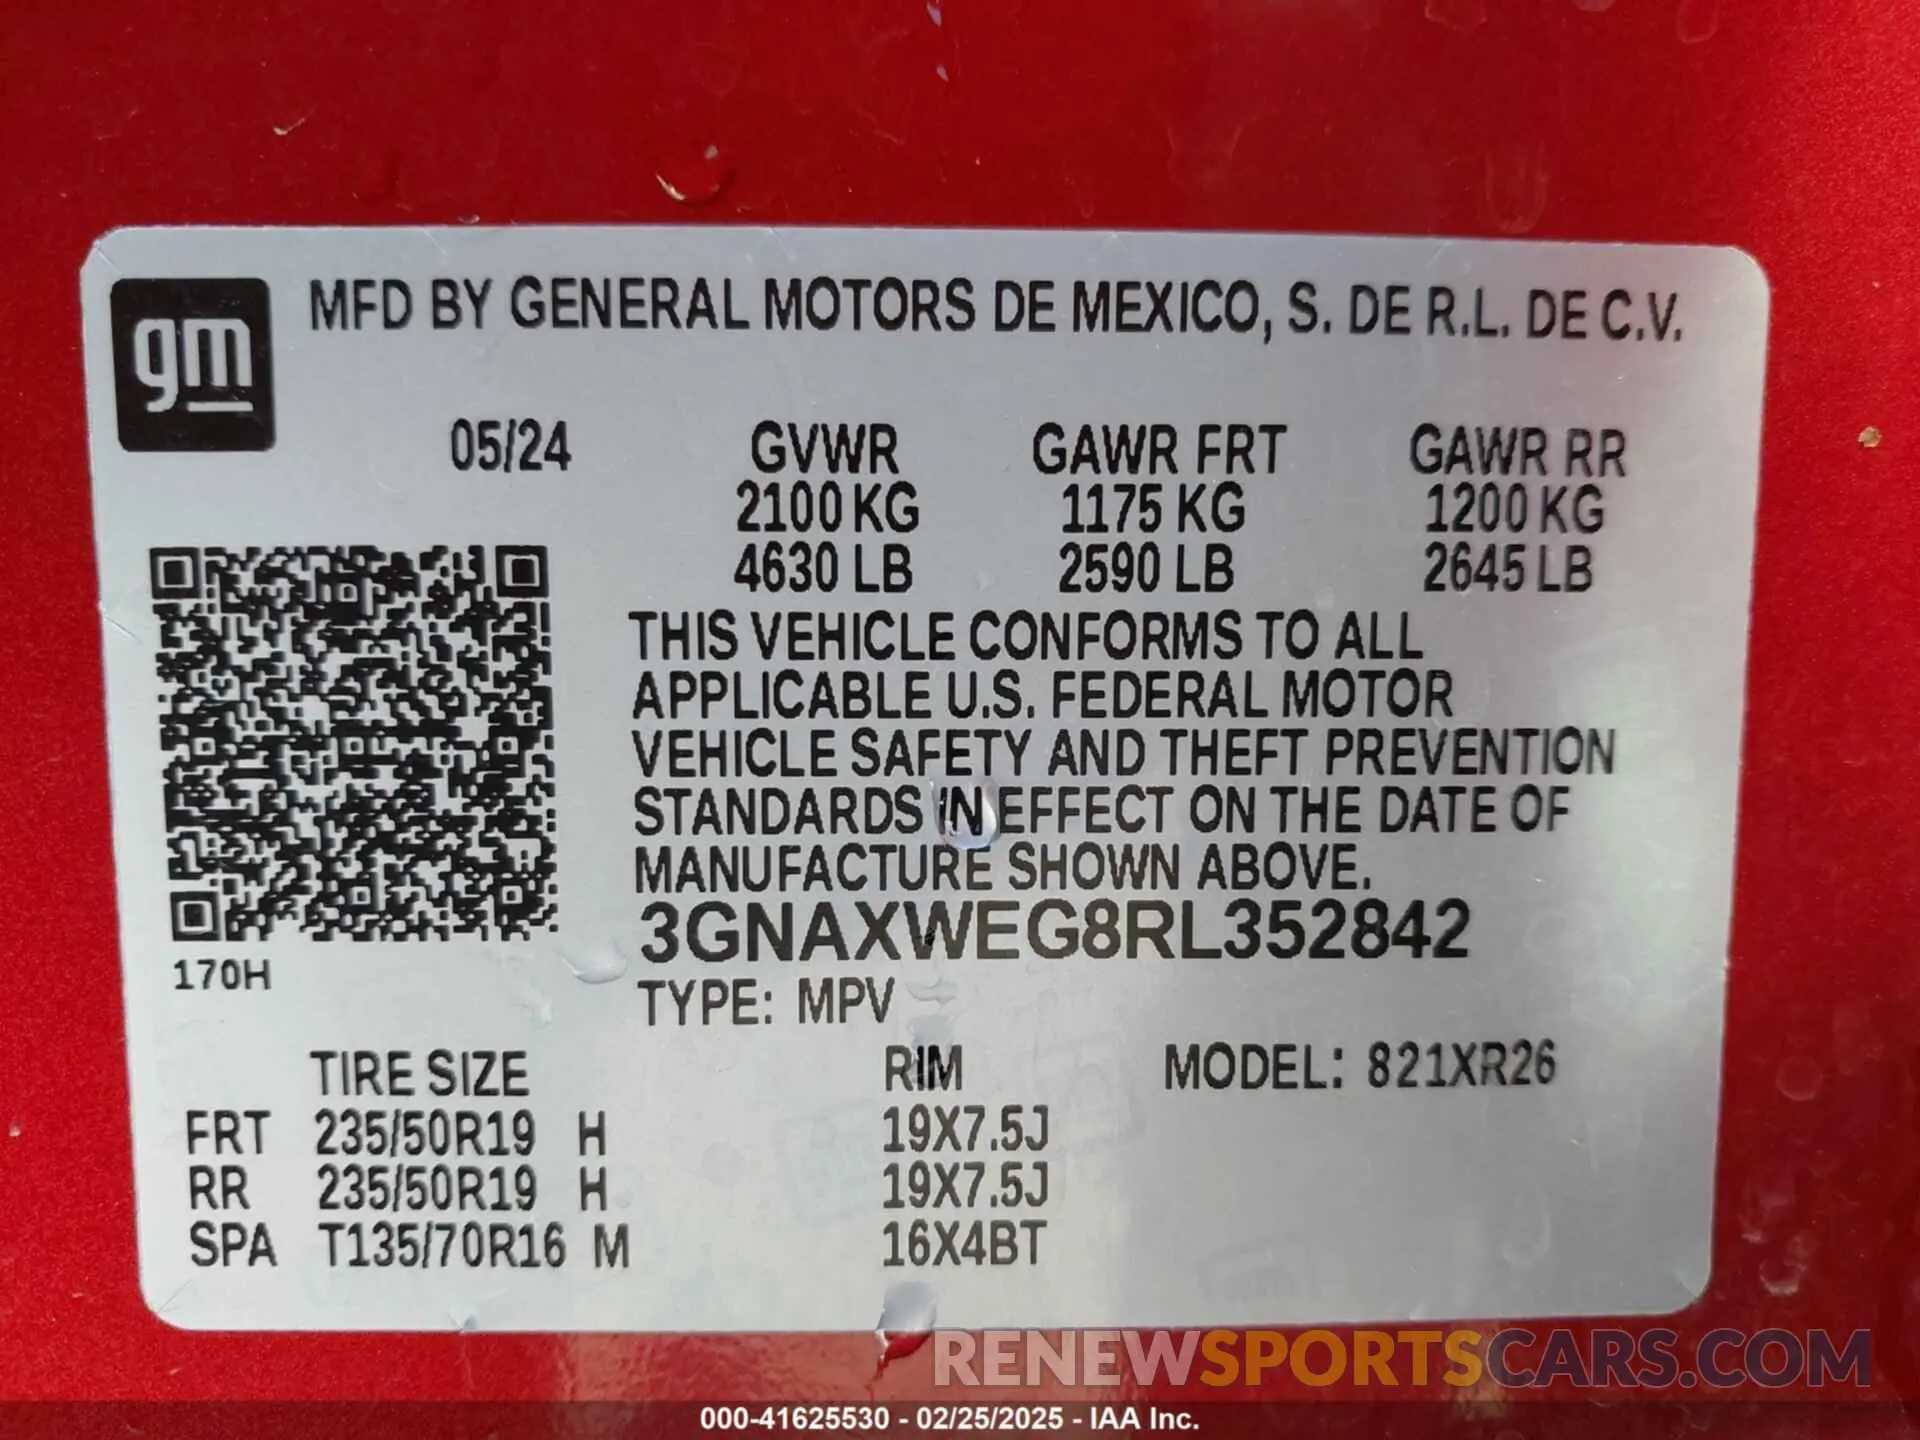 gm
MFD BY GENERAL MOTORS DE MEXICO, S. DE R.L. DE C.V.
05/24 GVWR GAWR FRT GAWR RR
2100 KG 1175 KG 1200 KG
4630 LB 2590 LB 2645 LB
THIS VEHICLE CONFORMS TO ALL
APPLICABLE U.S. FEDERAL MOTOR
VEHICLE SAFETY AND THEFT PREVENTION
STANDARDS IN EFFECT ON THE DATE OF
MANUFACTURE SHOWN ABOVE.
3GNAXWEG8RL352842
170H
TYPE: MPV
TIRE SIZE RIM MODEL: 821XR26
FRT 235/50R19 H 19X7.5J
RR 235/50R19 H 19X7.5J
SPA T135/70R16 M 16X4BT
RENEWSPORTSCARS.COM
000-41625530 - 02/25/2025 - IAA Inc.